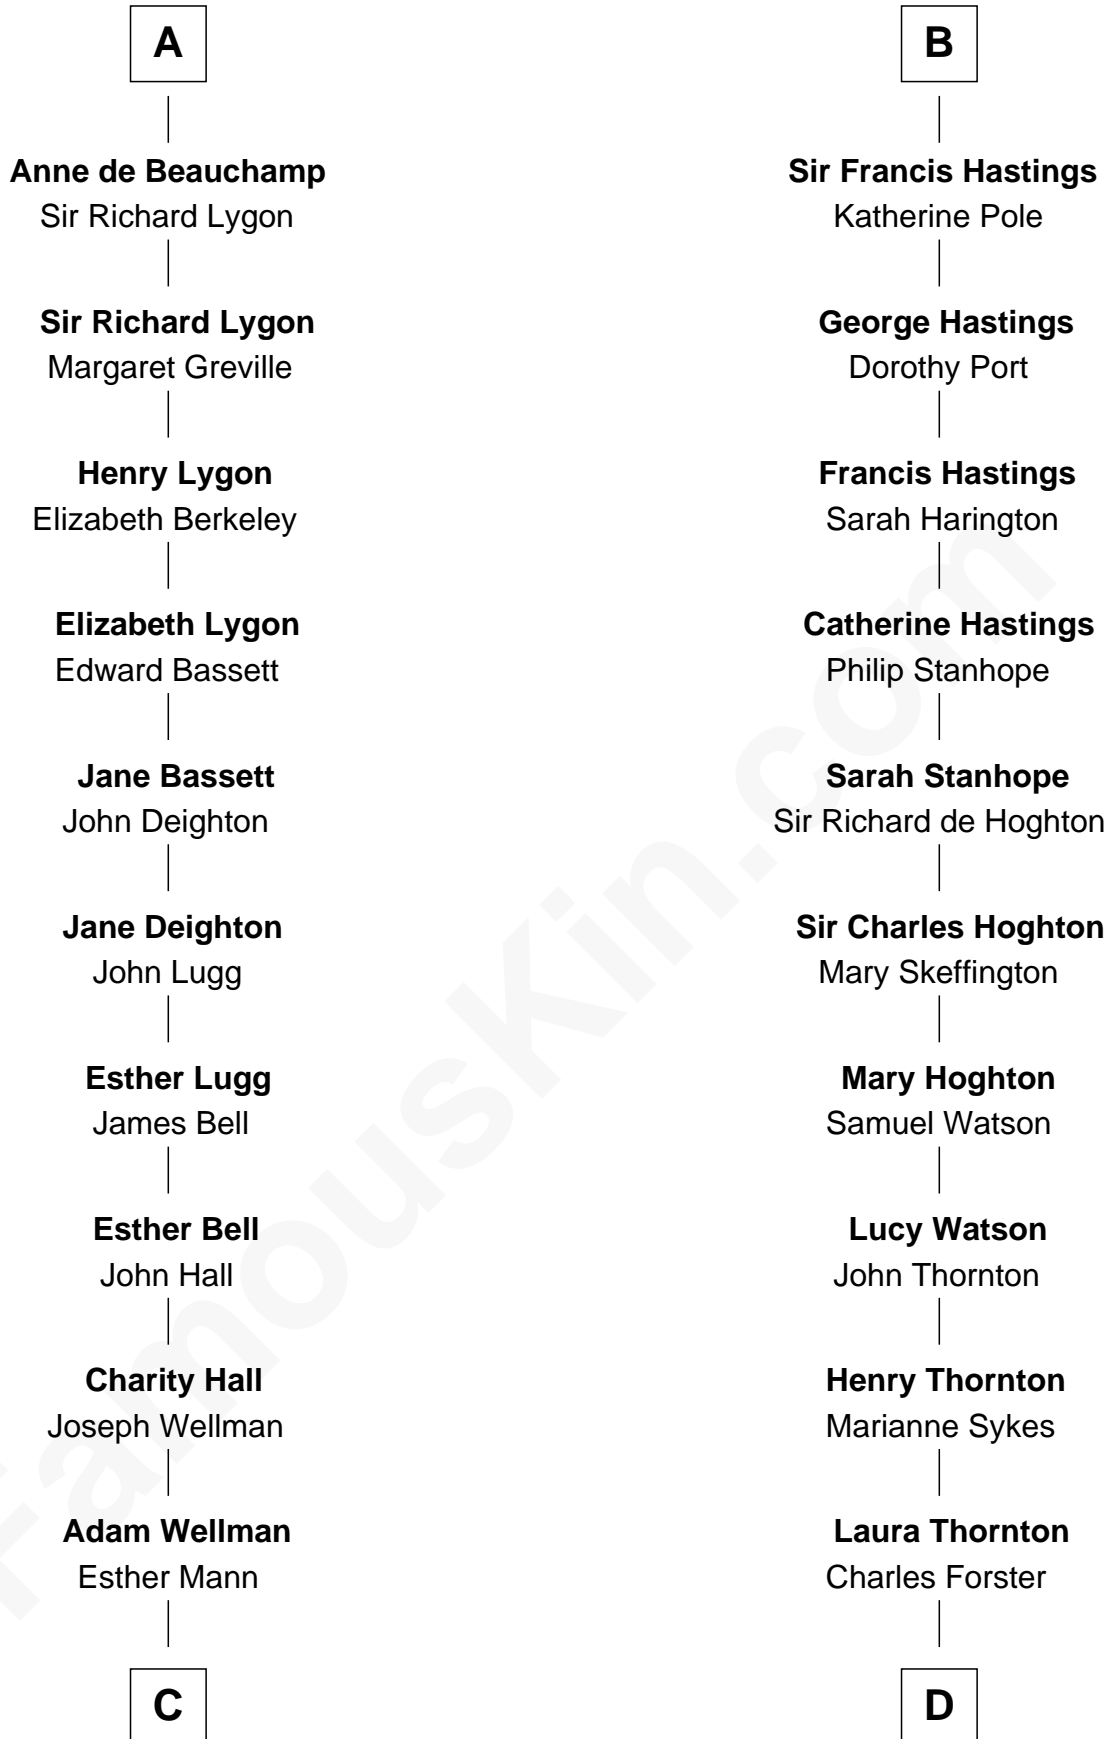 A
Anne de Beauchamp
Sir Richard Lygon
Sir Richard Lygon
Margaret Greville
Henry Lygon
Elizabeth Berkeley
Elizabeth Lygon
Edward Bassett
Jane Bassett
John Deighton
Jane Deighton
John Lugg
Esther Lugg
James Bell
Esther Bell
John Hall
Charity Hall
Joseph Wellman
Adam Wellman
Esther Mann
C
B
Sir Francis Hastings
Katherine Pole
George Hastings
Dorothy Port
Francis Hastings
Sarah Harington
Catherine Hastings
Philip Stanhope
Sarah Stanhope
Sir Richard de Hoghton
Sir Charles Hoghton
Mary Skeffington
Mary Hoghton
Samuel Watson
Lucy Watson
John Thornton
Henry Thornton
Marianne Sykes
Laura Thornton
Charles Forster
D
FamousKin.com